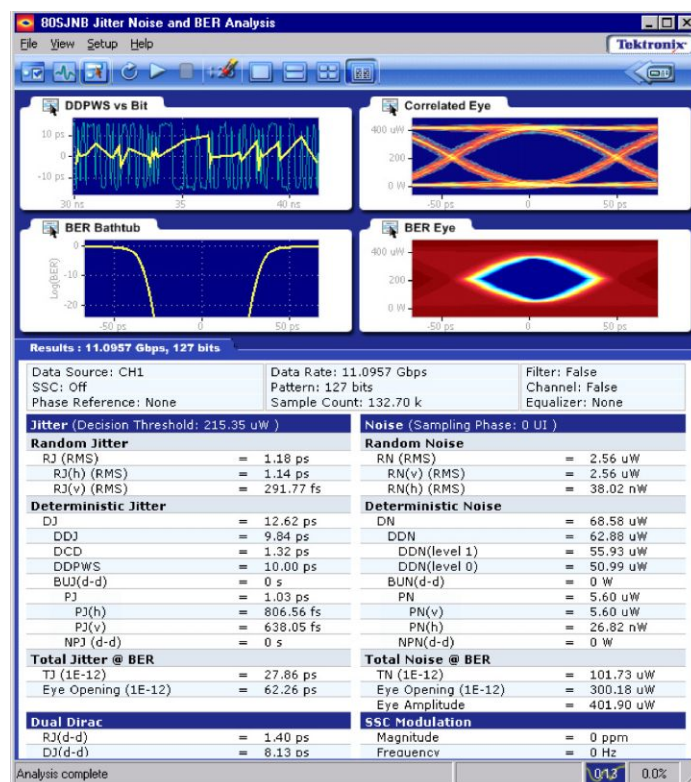 80SJNB Jitter Noise and BER Analysis
File View Setup Help
Tektronix
DDPWS vs Bit
10 ps
0
-10 ps
30 ns 35 40 ns
Correlated Eye
400 uW
200
0 W
-50 ps 0 50 ps
BER Bathtub
Log(BER)
0
-10
-20
-50 ps 0 50 ps
BER Eye
400 uW
200
0 W
-50 ps 0 50 ps
Results : 11.0957 Gbps, 127 bits
Data Source: CH1 Data Rate: 11.0957 Gbps Filter: False
SSC: Off Pattern: 127 bits Channel: False
Phase Reference: None Sample Count: 132.70 k Equalizer: None
Jitter (Decision Threshold: 215.35 uW )
Random Jitter
RJ (RMS) = 1.18 ps
RJ(h) (RMS) = 1.14 ps
RJ(v) (RMS) = 291.77 fs
Deterministic Jitter
DJ = 12.62 ps
DDJ = 9.84 ps
DCD = 1.32 ps
DDPWS = 10.00 ps
BUJ(d-d) = 0 s
PJ = 1.03 ps
PJ(h) = 806.56 fs
PJ(v) = 638.05 fs
NPJ (d-d) = 0 s
Total Jitter @ BER
TJ (1E-12) = 27.86 ps
Eye Opening (1E-12) = 62.26 ps
Dual Dirac
RJ(d-d) = 1.40 ps
DJ(d-d) = 8.13 ps
Noise (Sampling Phase: 0 UI )
Random Noise
RN (RMS) = 2.56 uW
RN(v) (RMS) = 2.56 uW
RN(h) (RMS) = 38.02 nW
Deterministic Noise
DN = 68.58 uW
DDN = 62.88 uW
DDN(level 1) = 55.93 uW
DDN(level 0) = 50.99 uW
BUN(d-d) = 0 W
PN = 5.60 uW
PN(v) = 5.60 uW
PN(h) = 26.82 nW
NPN(d-d) = 0 W
Total Noise @ BER
TN (1E-12) = 101.73 uW
Eye Opening (1E-12) = 300.18 uW
Eye Amplitude = 401.90 uW
SSC Modulation
Magnitude = 0 ppm
Frequency = 0 Hz
Analysis complete
0:13 0.0%